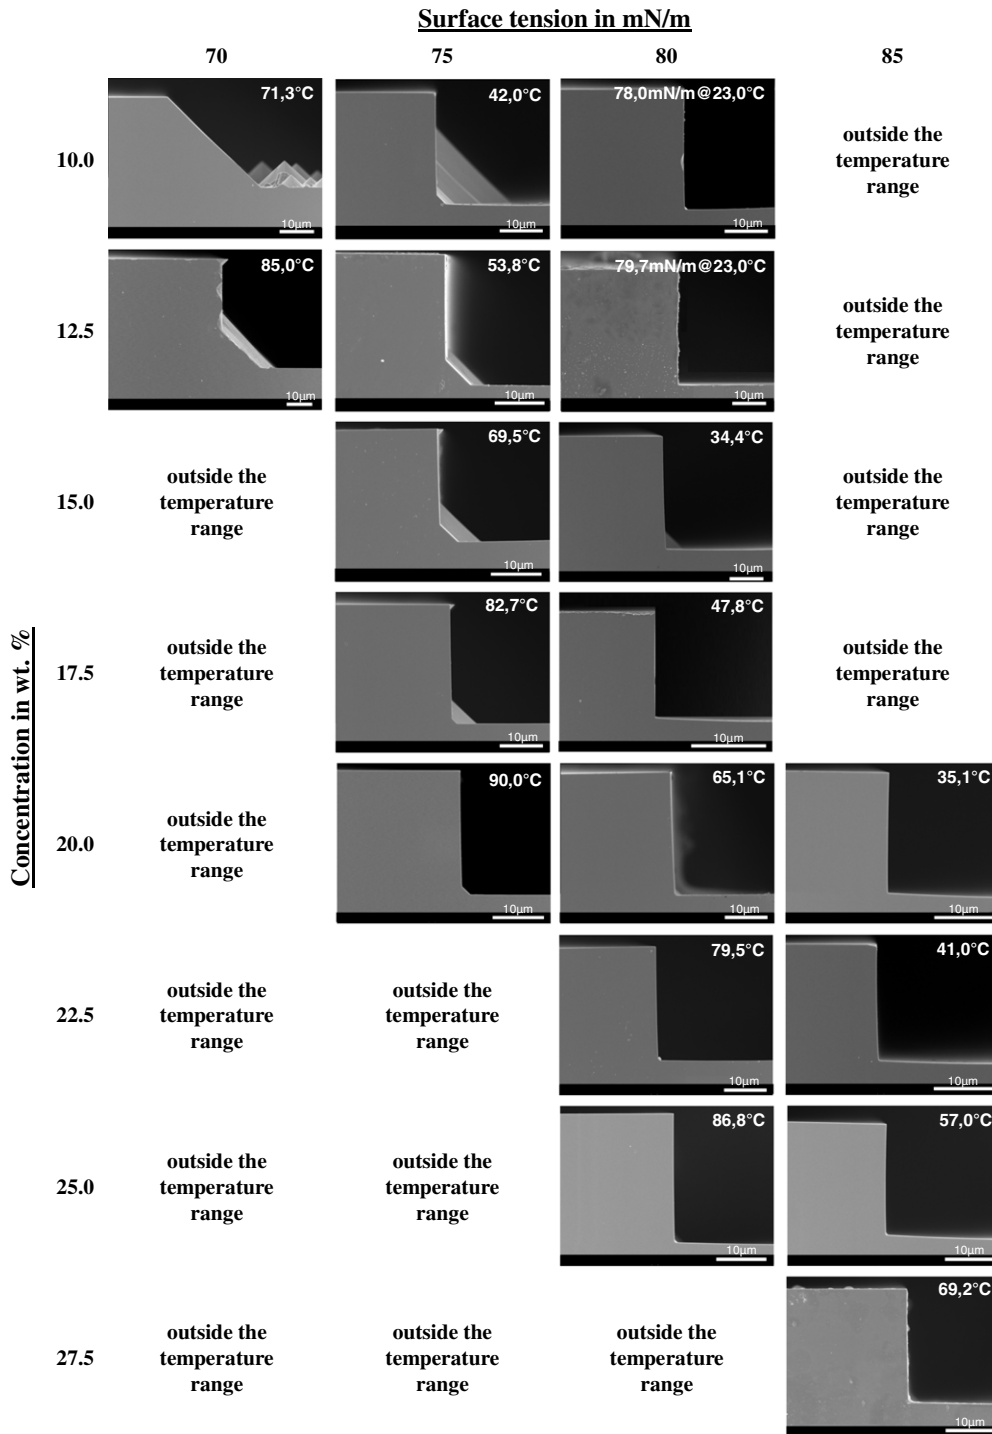 Surface tension in mN/m
70 75 80 85
Concentration in wt. %
10.0
71,3°C
10µm
42,0°C
10µm
78,0mN/m@23,0°C
10µm
outside the
temperature
range
12.5
85,0°C
10µm
53,8°C
10µm
79,7mN/m@23,0°C
10µm
outside the
temperature
range
15.0
outside the
temperature
range
69,5°C
10µm
34,4°C
10µm
outside the
temperature
range
17.5
outside the
temperature
range
82,7°C
10µm
47,8°C
10µm
outside the
temperature
range
20.0
outside the
temperature
range
90,0°C
10µm
65,1°C
10µm
35,1°C
10µm
22.5
outside the
temperature
range
outside the
temperature
range
79,5°C
10µm
41,0°C
10µm
25.0
outside the
temperature
range
outside the
temperature
range
86,8°C
10µm
57,0°C
10µm
27.5
outside the
temperature
range
outside the
temperature
range
outside the
temperature
range
69,2°C
10µm